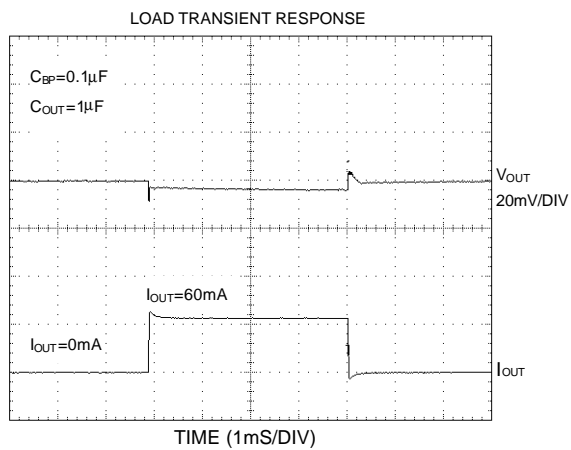 LOAD TRANSIENT RESPONSE
CBP=0.1µF
COUT=1µF
VOUT
20mV/DIV
IOUT=60mA
IOUT=0mA
IOUT
TIME (1mS/DIV)